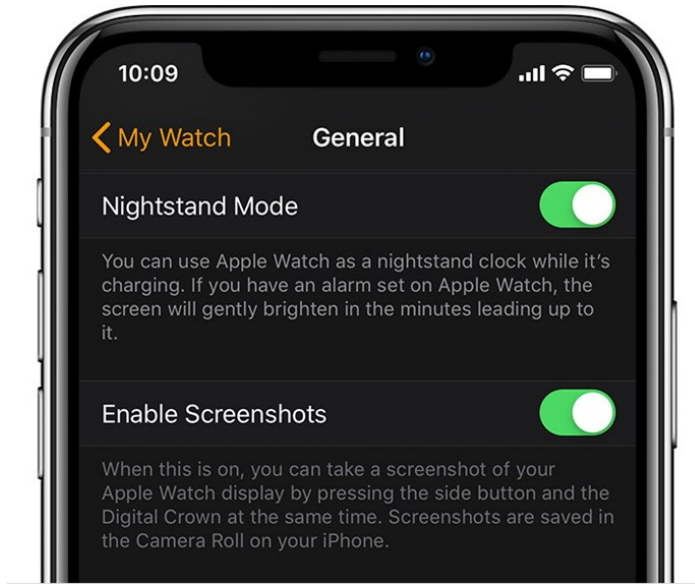 10:09
My Watch General
Nightstand Mode
You can use Apple Watch as a nightstand clock while it's
charging. If you have an alarm set on Apple Watch, the
screen will gently brighten in the minutes leading up to
it.
Enable Screenshots
When this is on, you can take a screenshot of your
Apple Watch display by pressing the side button and the
Digital Crown at the same time. Screenshots are saved in
the Camera Roll on your iPhone.